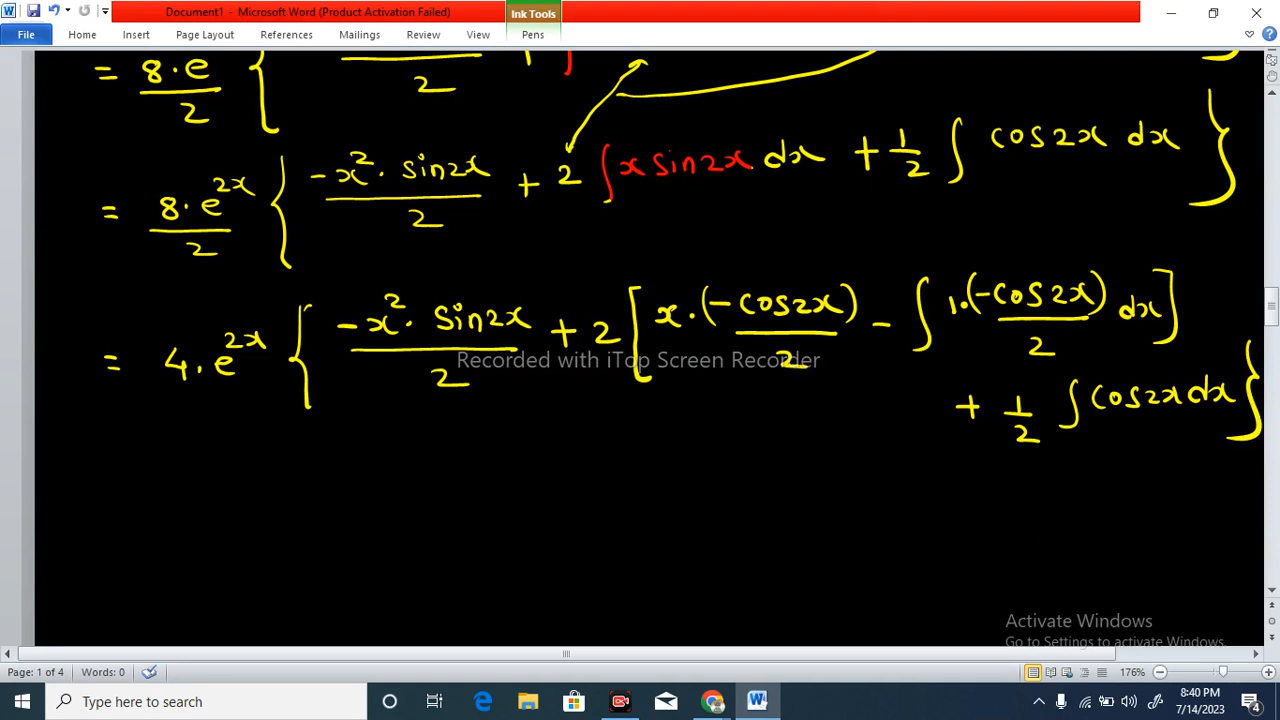 Document1 - Microsoft Word (Product Activation Failed)
Ink Tools
File Home Insert Page Layout References Mailings Review View Pens
= 8·e/2 { /2 + ∫
= 8·e^{2x}/2 { -x²·sin2x/2 + 2 ∫x sin2x dx + 1/2 ∫ cos2x dx }
= 4·e^{2x} { -x²·sin2x/2 + 2 [ x·(-cos2x)/2 - ∫ 1·(-cos2x)/2 dx ]
+ 1/2 ∫cos2x dx }
Recorded with iTop Screen Recorder
Activate Windows
Go to Settings to activate Windows.
Page: 1 of 4 Words: 0 176%
Type here to search
8:40 PM
7/14/2023
4